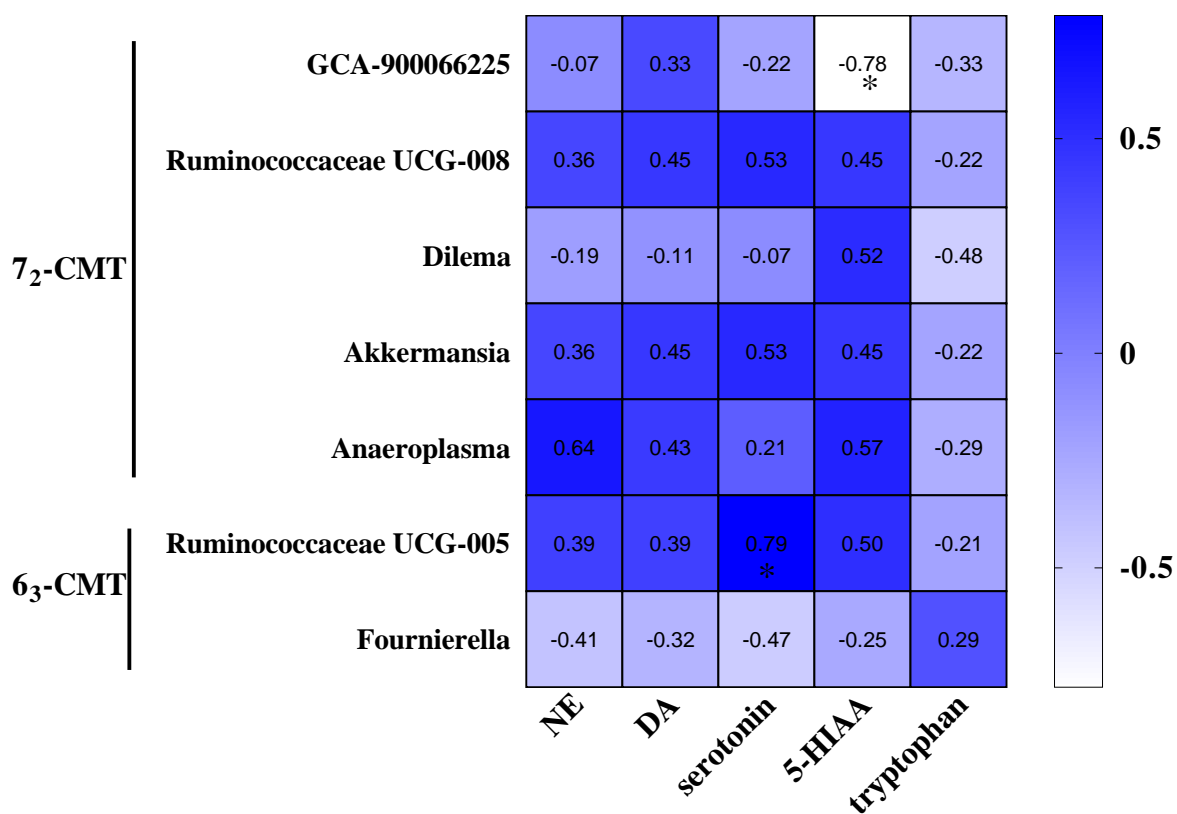 GCA-900066225 -0.07 0.33 -0.22 -0.78 -0.33
*
0.5
Ruminococcaceae UCG-008 0.36 0.45 0.53 0.45 -0.22
7₂-CMT
Dilema -0.19 -0.11 -0.07 0.52 -0.48
Akkermansia 0.36 0.45 0.53 0.45 -0.22
0
Anaeroplasma 0.64 0.43 0.21 0.57 -0.29
6₃-CMT
Ruminococcaceae UCG-005 0.39 0.39 0.79 0.50 -0.21
*
-0.5
Fournierella -0.41 -0.32 -0.47 -0.25 0.29
NE
DA
serotonin
5-HIAA
tryptophan